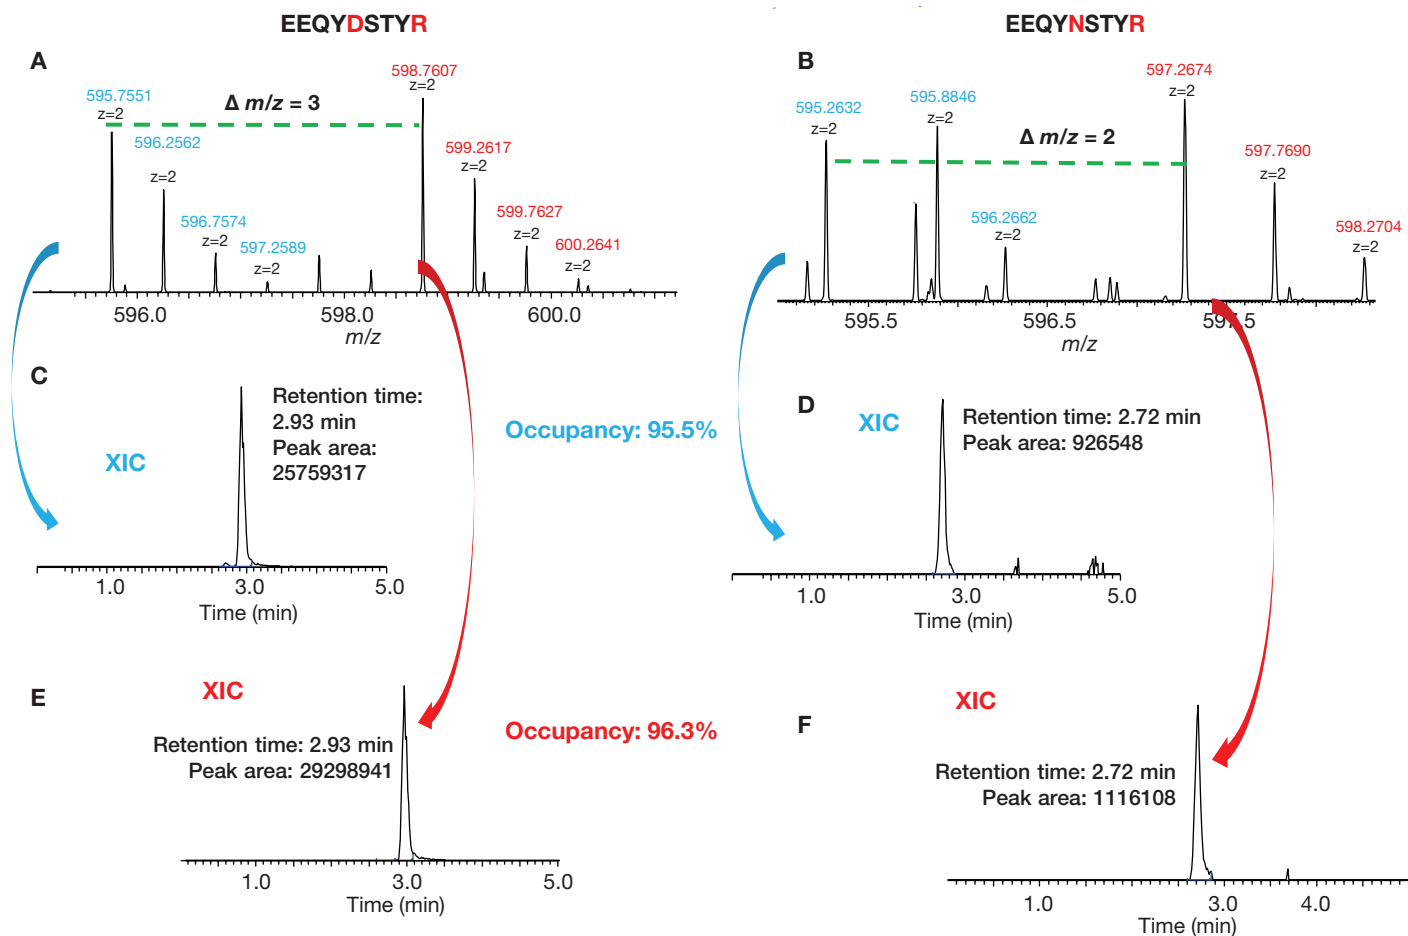 EEQYDSTYR
A
598.7607
z=2
595.7551
z=2
Δ m/z = 3
596.2562
z=2
599.2617
z=2
596.7574
z=2
597.2589
z=2
599.7627
z=2
600.2641
z=2
596.0
598.0
600.0
m/z
EEQYNSTYR
B
597.2674
z=2
595.2632
z=2
595.8846
z=2
Δ m/z = 2
597.7690
z=2
596.2662
z=2
598.2704
z=2
595.5
596.5
597.5
m/z
C
Retention time:
2.93 min
Peak area:
25759317
XIC
1.0
3.0
5.0
Time (min)
Occupancy: 95.5%
D
XIC
Retention time: 2.72 min
Peak area: 926548
1.0
3.0
5.0
Time (min)
E
XIC
Retention time: 2.93 min
Peak area: 29298941
1.0
3.0
5.0
Time (min)
Occupancy: 96.3%
F
XIC
Retention time: 2.72 min
Peak area: 1116108
1.0
3.0
4.0
Time (min)